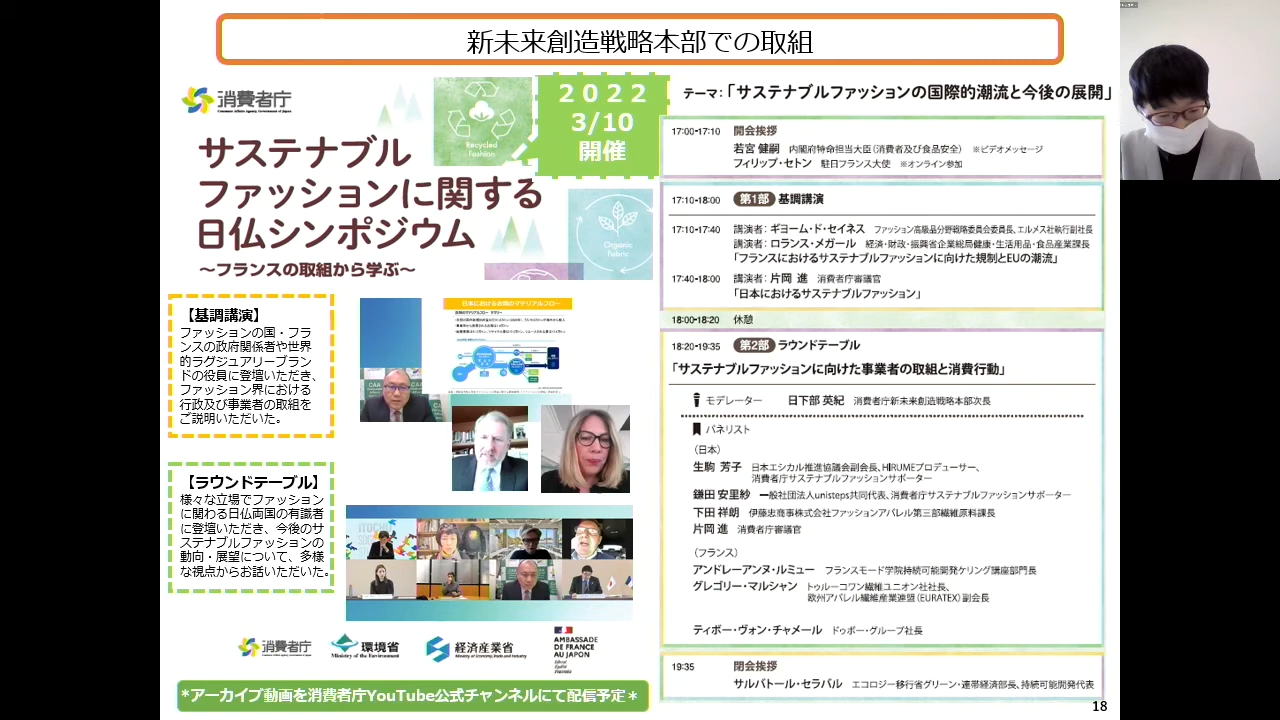 新未来創造戦略本部での取組
消費者庁
Consumer Affairs Agency, Government of Japan
サステナブル
ファッションに関する
日仏シンポジウム
～フランスの取組から学ぶ～
Recycled
Fashion
2022
3/10
開催
Organic
Fabric
【基調講演】
ファッションの国・フラ
ンスの政府関係者や世界
的ラグジュアリーブラン
ドの役員に登壇いただき、
ファッション界における
行政及び事業者の取組を
ご説明いただいた。
日本における衣類のマテリアルフロー
CAA
【ラウンドテーブル】
様々な立場でファッション
に関わる日仏両国の有識者
に登壇いただき、今後のサ
ステナブルファッションの
動向・展望について、多様
な視点からお話いただいた。
ITOCHU
消費者庁
環境省
Ministry of the Environment
経済産業省
Ministry of Economy, Trade and Industry
AMBASSADE
DE FRANCE
AU JAPON
Liberté
Égalité
Fraternité
*アーカイブ動画を消費者庁YouTube公式チャンネルにて配信予定*
テーマ：「サステナブルファッションの国際的潮流と今後の展開」
17:00-17:10 開会挨拶
若宮 健嗣 内閣府特命担当大臣（消費者及び食品安全） ※ビデオメッセージ
フィリップ・セトン 駐日フランス大使 ※オンライン参加
17:10-18:00 第1部 基調講演
17:10-17:40 講演者：ギヨーム・ド・セイネス ファッション高級品分野戦略委員会委員長、エルメス社執行副社長
講演者：ロランス・メガール 経済・財政・振興省企業総局健康・生活用品・食品産業課長
「フランスにおけるサステナブルファッションに向けた規制とEUの潮流」
17:40-18:00 講演者：片岡 進 消費者庁審議官
「日本におけるサステナブルファッション」
18:00-18:20 休憩
18:20-19:35 第2部 ラウンドテーブル
「サステナブルファッションに向けた事業者の取組と消費行動」
モデレーター 日下部 英紀 消費者庁新未来創造戦略本部次長
パネリスト
（日本）
生駒 芳子 日本エシカル推進協議会副会長、HIRUMEプロデューサー、
消費者庁サステナブルファッションサポーター
鎌田 安里紗 一般社団法人unisteps共同代表、消費者庁サステナブルファッションサポーター
下田 祥朗 伊藤忠商事株式会社ファッションアパレル第三部繊維原料課長
片岡 進 消費者庁審議官
（フランス）
アンドレーアンヌ・ルミュー フランスモード学院持続可能開発ケリング講座部門長
グレゴリー・マルシャン トゥルーコワン繊維ユニオン社社長、
欧州アパレル繊維産業連盟（EURATEX）副会長
ティボー・ヴォン・チャメール ドゥポー・グループ社長
19:35 閉会挨拶
サルバトール・セラバル エコロジー移行省グリーン・連帯経済部長、持続可能開発代表
18